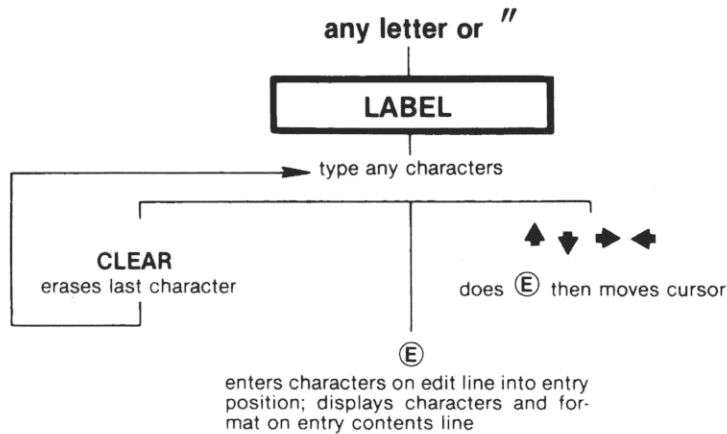 any letter or "
LABEL
type any characters
CLEAR
erases last character
does Ⓔ then moves cursor
Ⓔ
enters characters on edit line into entry
position; displays characters and for-
mat on entry contents line